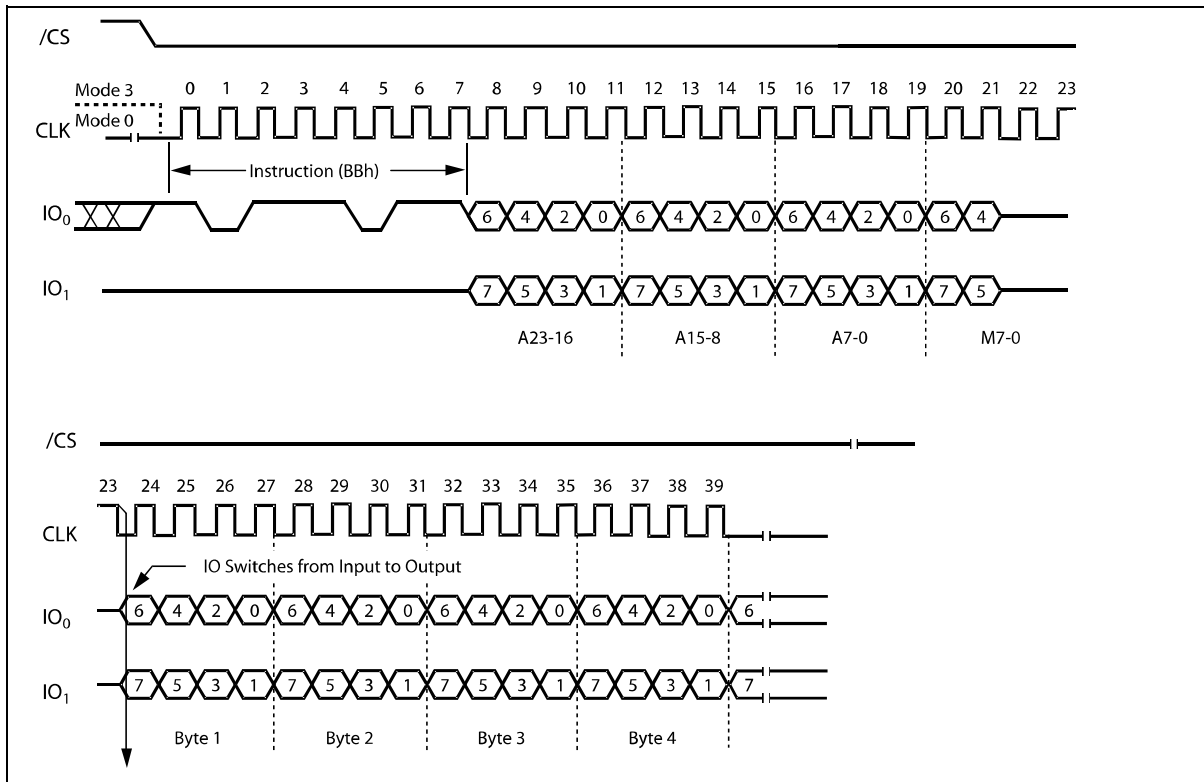 /CS
Mode 3
Mode 0
CLK
0 1 2 3 4 5 6 7 8 9 10 11 12 13 14 15 16 17 18 19 20 21 22 23
Instruction (BBh)
IO0
6 4 2 0 6 4 2 0 6 4 2 0 6 4
IO1
7 5 3 1 7 5 3 1 7 5 3 1 7 5
A23-16 A15-8 A7-0 M7-0
/CS
23 24 25 26 27 28 29 30 31 32 33 34 35 36 37 38 39
CLK
IO Switches from Input to Output
IO0
6 4 2 0 6 4 2 0 6 4 2 0 6 4 2 0 6
IO1
7 5 3 1 7 5 3 1 7 5 3 1 7 5 3 1 7
Byte 1 Byte 2 Byte 3 Byte 4